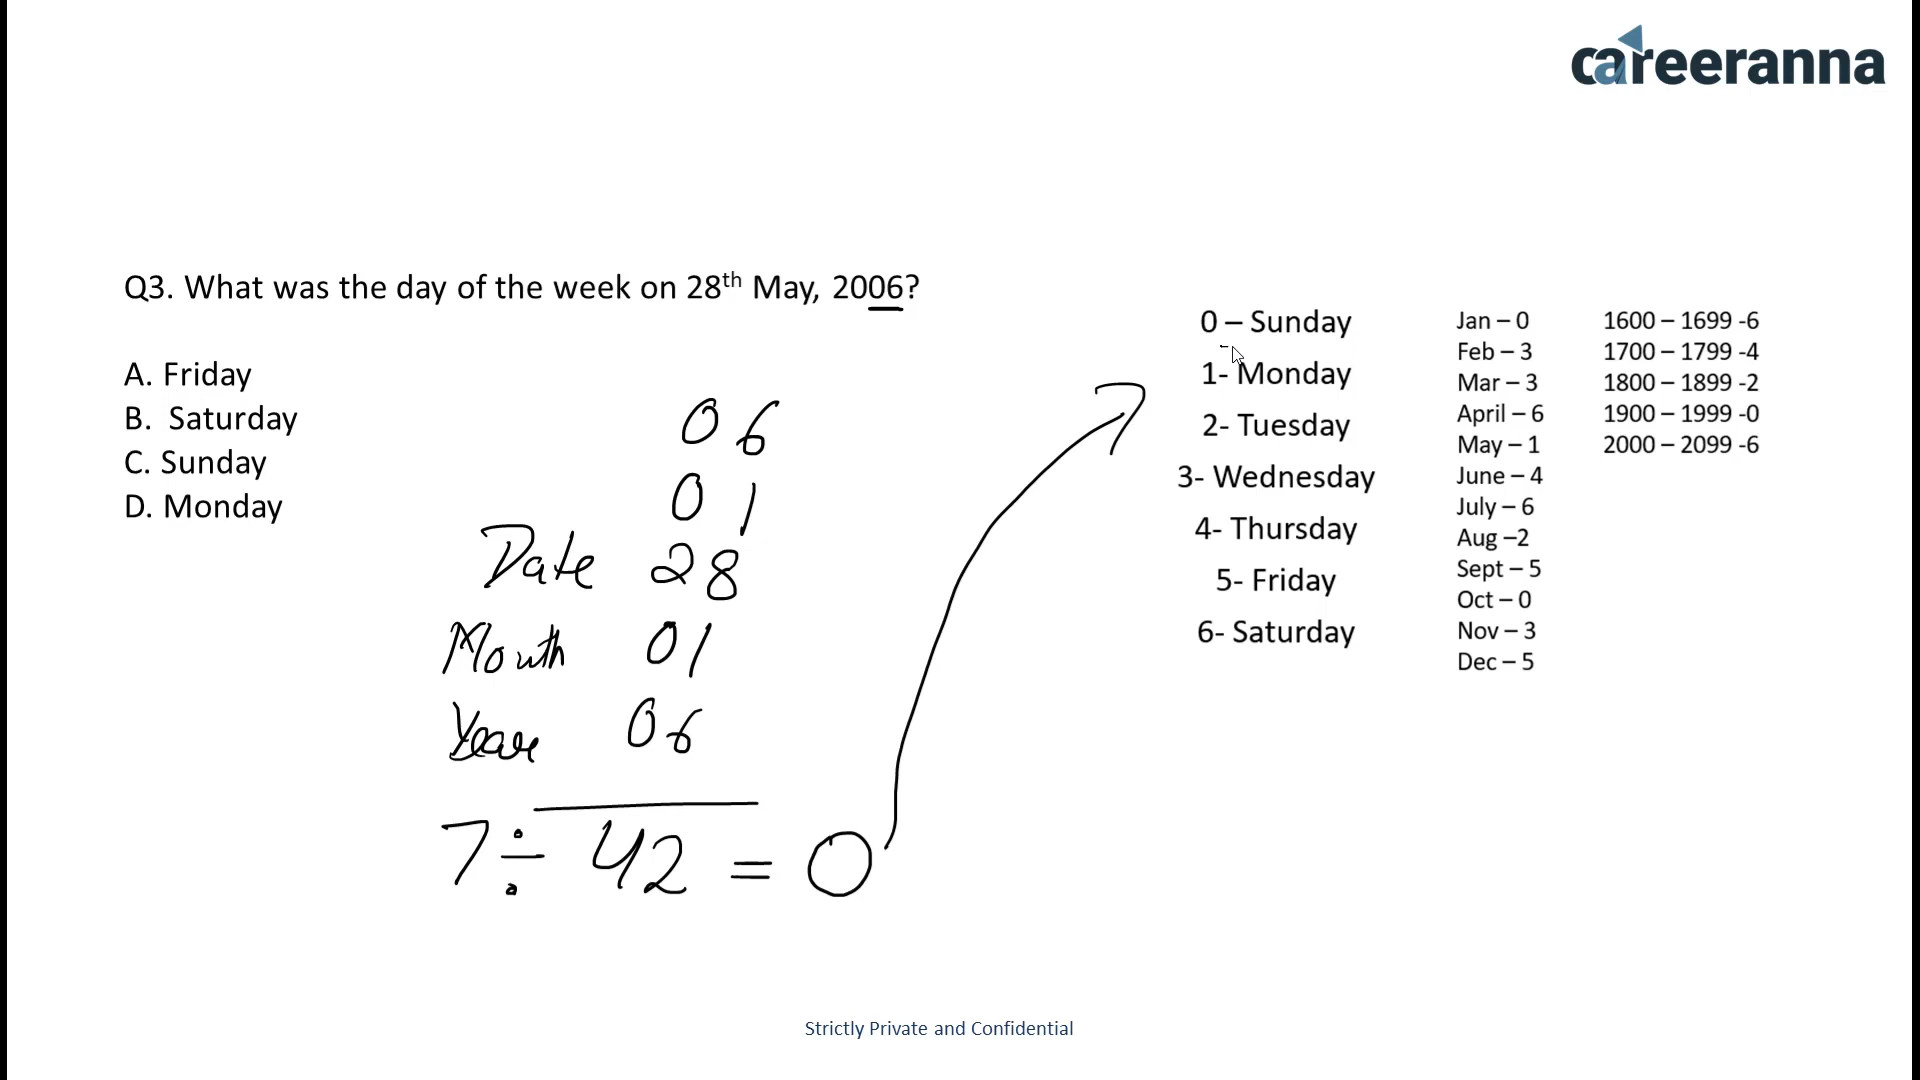 careeranna
Q3. What was the day of the week on 28th May, 2006?
A. Friday
B. Saturday
C. Sunday
D. Monday
06
01
Date 28
Month 01
Year 06
7 ÷ 42 = 0
0 – Sunday
1- Monday
2- Tuesday
3- Wednesday
4- Thursday
5- Friday
6- Saturday
Jan – 0
Feb – 3
Mar – 3
April – 6
May – 1
June – 4
July – 6
Aug –2
Sept – 5
Oct – 0
Nov – 3
Dec – 5
1600 – 1699 -6
1700 – 1799 -4
1800 – 1899 -2
1900 – 1999 -0
2000 – 2099 -6
Strictly Private and Confidential